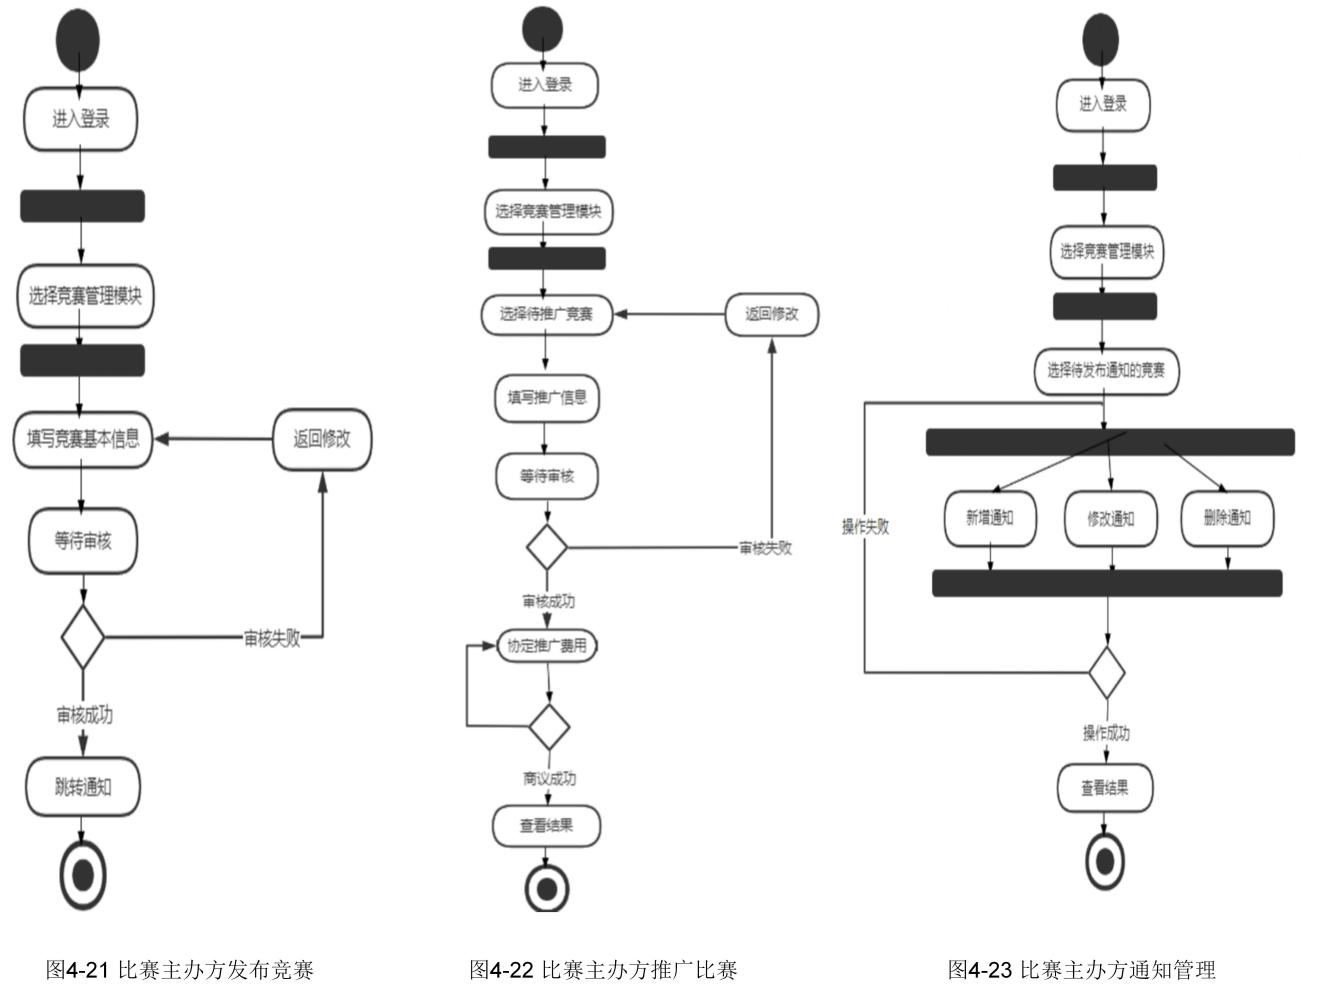 进入登录
选择竞赛管理模块
填写竞赛基本信息
返回修改
等待审核
审核失败
审核成功
跳转通知
图4-21 比赛主办方发布竞赛
进入登录
选择竞赛管理模块
选择待推广竞赛
返回修改
填写推广信息
等待审核
审核失败
审核成功
协定推广费用
商议成功
查看结果
图4-22 比赛主办方推广比赛
进入登录
选择竞赛管理模块
选择待发布通知的竞赛
新增通知
修改通知
删除通知
操作失败
操作成功
查看结果
图4-23 比赛主办方通知管理